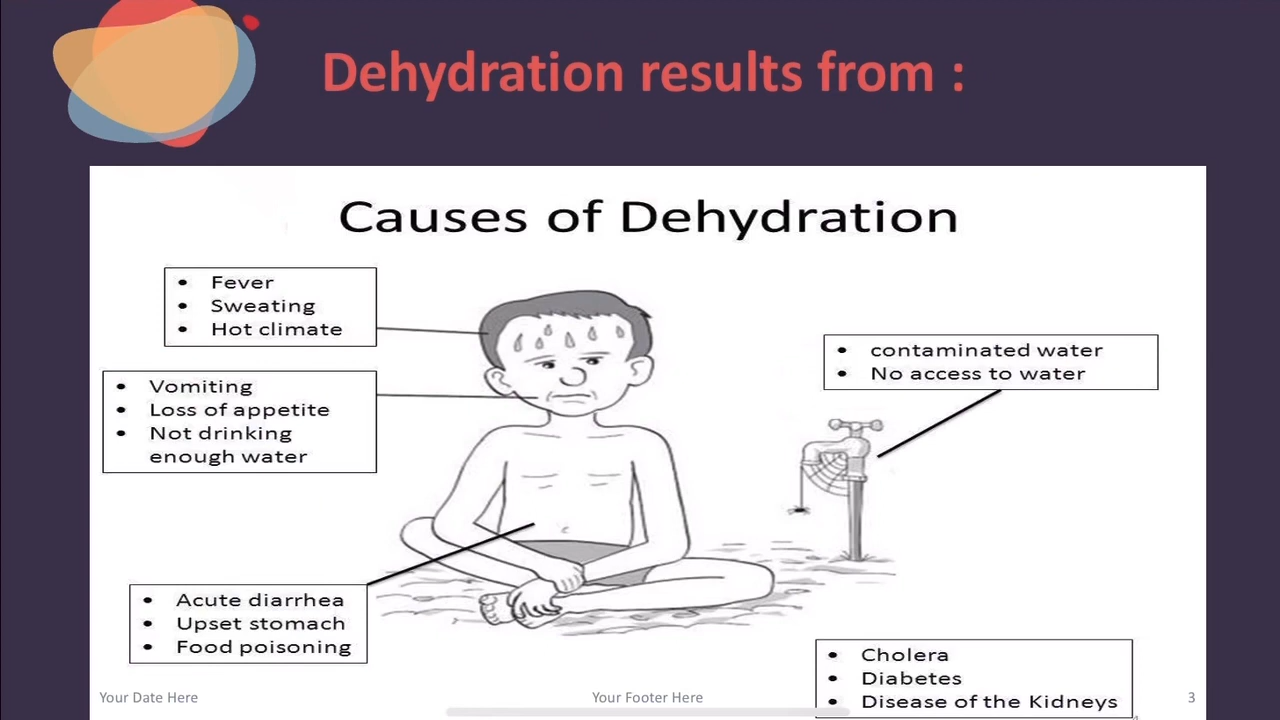 Dehydration results from :
Causes of Dehydration
• Fever
• Sweating
• Hot climate
• Vomiting
• Loss of appetite
• Not drinking
enough water
• contaminated water
• No access to water
• Acute diarrhea
• Upset stomach
• Food poisoning
• Cholera
• Diabetes
• Disease of the Kidneys
Your Date Here
Your Footer Here
3